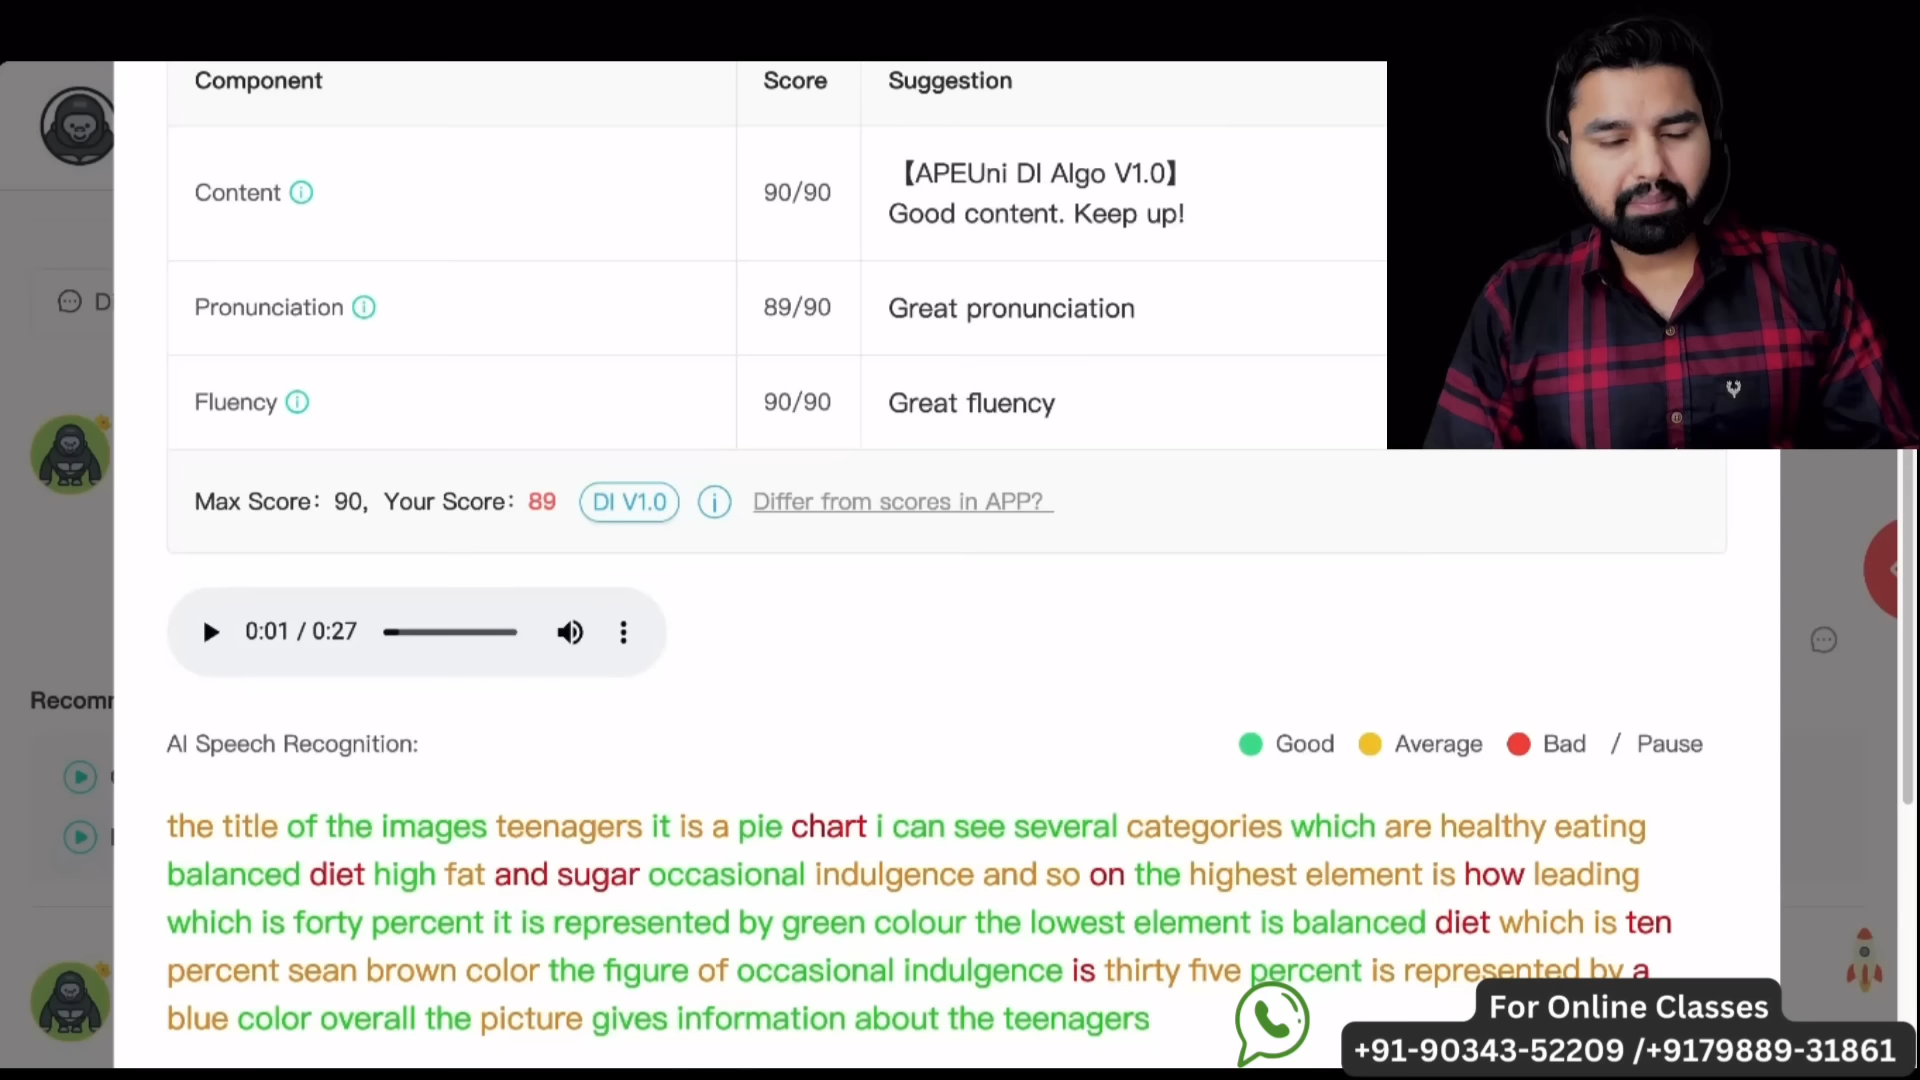 Component Score Suggestion
Content 90/90 【APEUni DI Algo V1.0】
Good content. Keep up!
Pronunciation 89/90 Great pronunciation
Fluency 90/90 Great fluency
Max Score: 90, Your Score: 89 DI V1.0 Differ from scores in APP?
D
0:01 / 0:27
Recom
AI Speech Recognition: Good Average Bad / Pause
the title of the images teenagers it is a pie chart i can see several categories which are healthy eating
balanced diet high fat and sugar occasional indulgence and so on the highest element is how leading
which is forty percent it is represented by green colour the lowest element is balanced diet which is ten
percent sean brown color the figure of occasional indulgence is thirty five percent is represented by a
blue color overall the picture gives information about the teenagers
For Online Classes
+91-90343-52209 /+9179889-31861